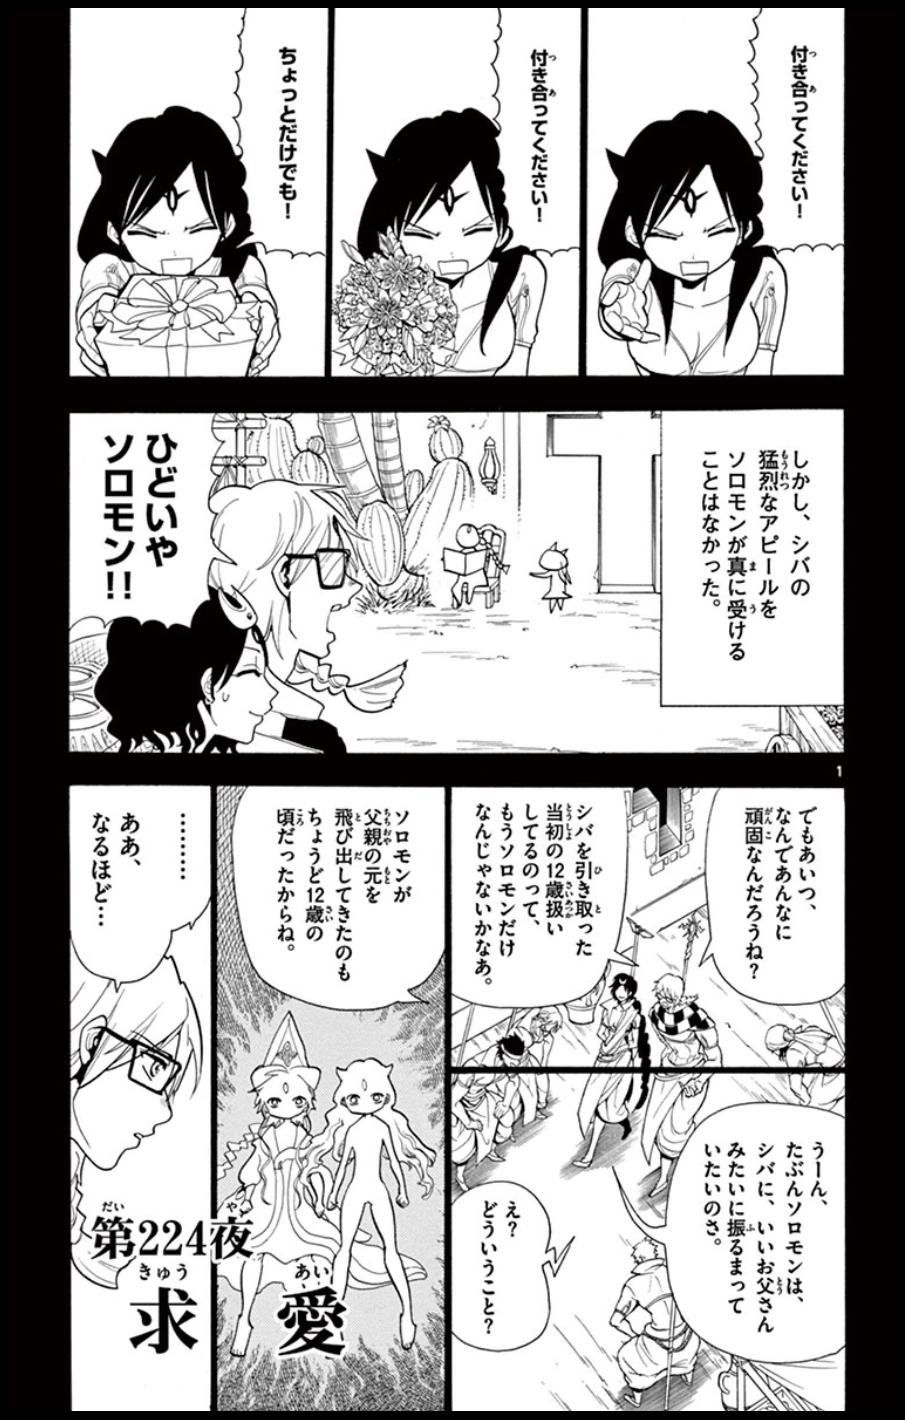 付き合ってください！
付き合ってください！
ちょっとだけでも！
しかし、シバの
猛烈なアピールを
ソロモンが真に受ける
ことはなかった。
ひどいや
ソロモン!!
1
でもあいつ、
なんであんなに
頑固なんだろうね？
シバを引き取った
当初の12歳扱い
してるのって、
もうソロモンだけ
なんじゃないかなあ。
うーん、
たぶんソロモンは、
シバに、いいお父さん
みたいに振るまって
いたいのさ。
え？
どういうこと？
ソロモンが
父親の元を
飛び出してきたのも
ちょうど12歳の
頃だったからね。
………
ああ、
なるほど…
第224夜
求愛